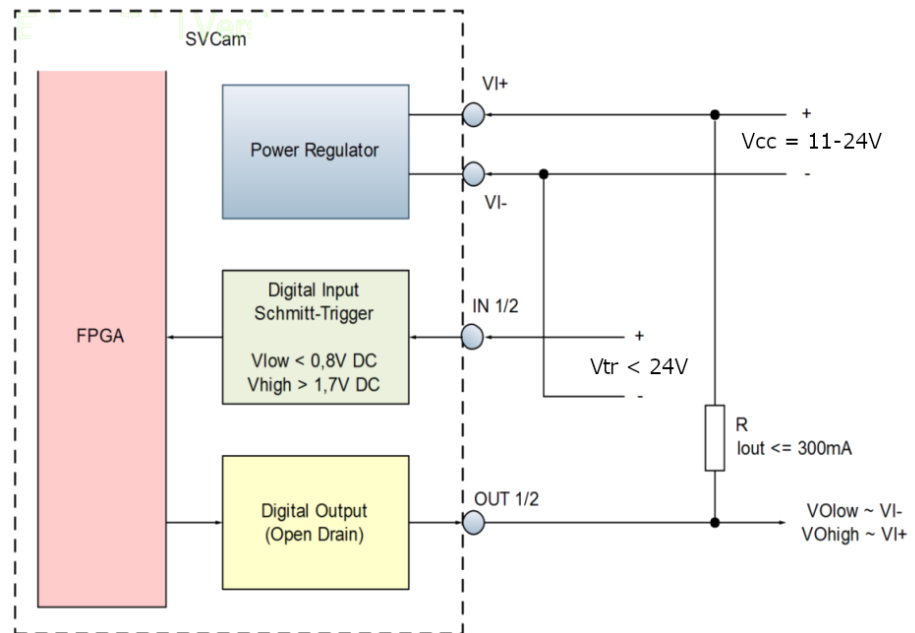 SVCam
VI+
+
Power Regulator
Vcc = 11-24V
-
VI-
Digital Input
Schmitt-Trigger
IN 1/2
FPGA
+
Vlow < 0,8V DC
Vhigh > 1,7V DC
Vtr < 24V
-
R
Iout <= 300mA
OUT 1/2
Digital Output
(Open Drain)
VOlow ~ VI-
VOhigh ~ VI+